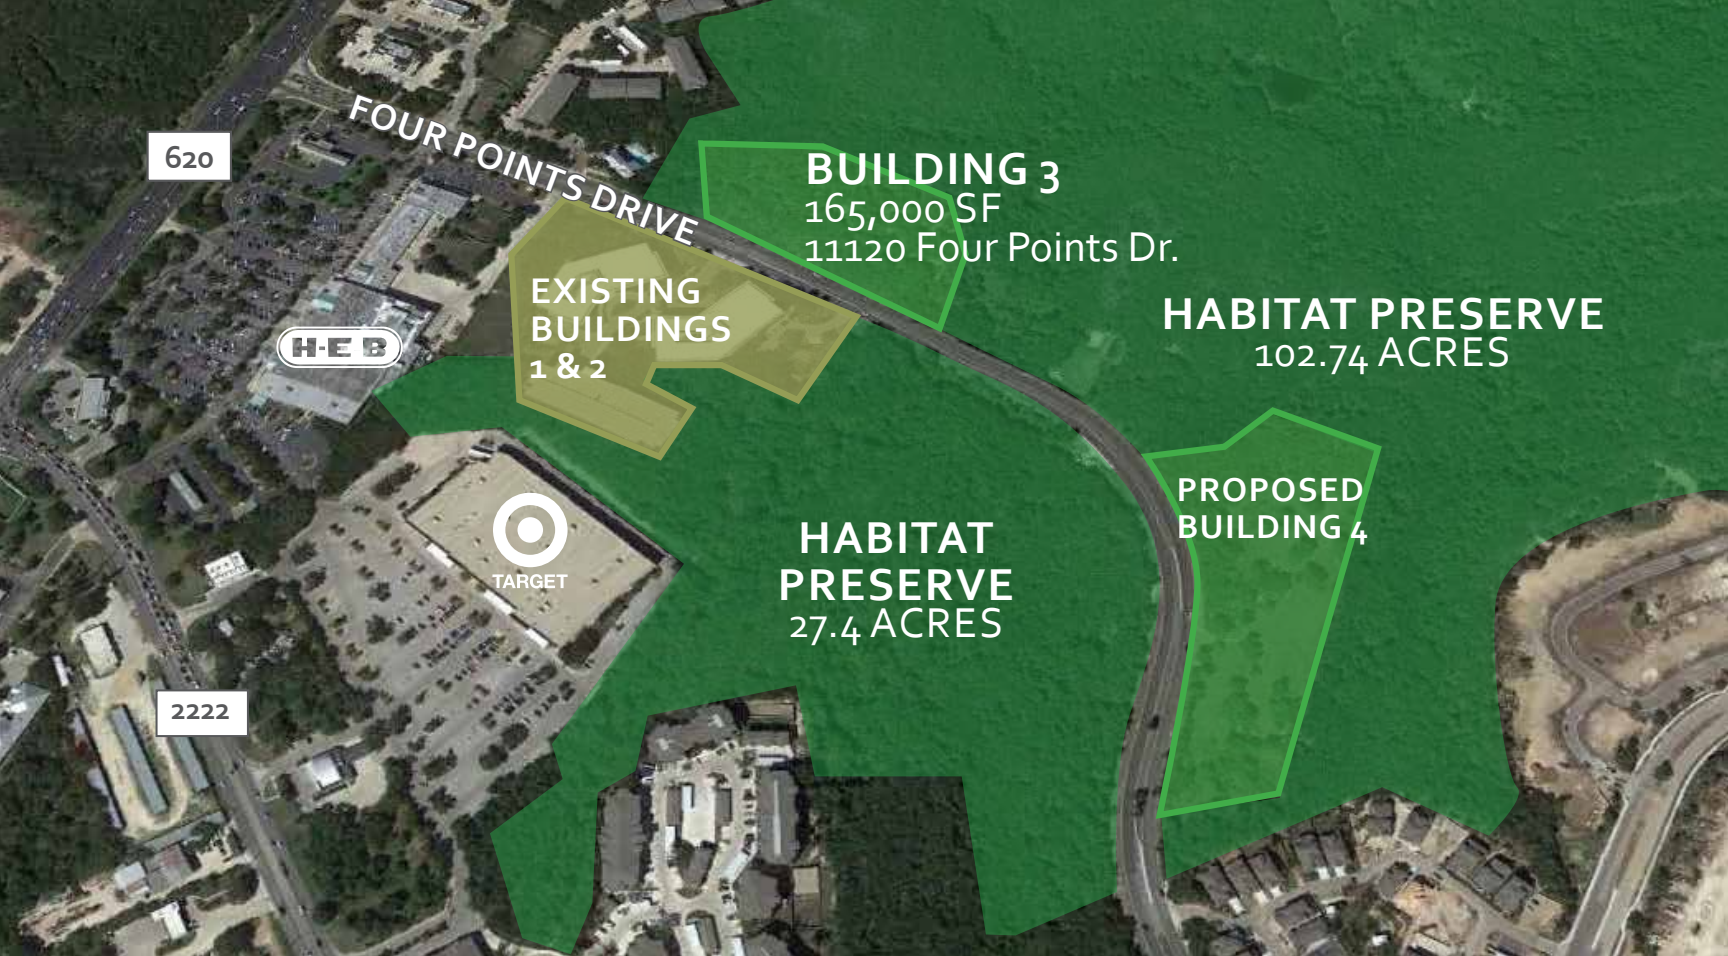 FOUR POINTS DRIVE
620
BUILDING 3
165,000 SF
11120 Four Points Dr.
EXISTING
BUILDINGS
1 & 2
HABITAT PRESERVE
102.74 ACRES
H-E-B
PROPOSED
BUILDING 4
TARGET
HABITAT
PRESERVE
27.4 ACRES
2222